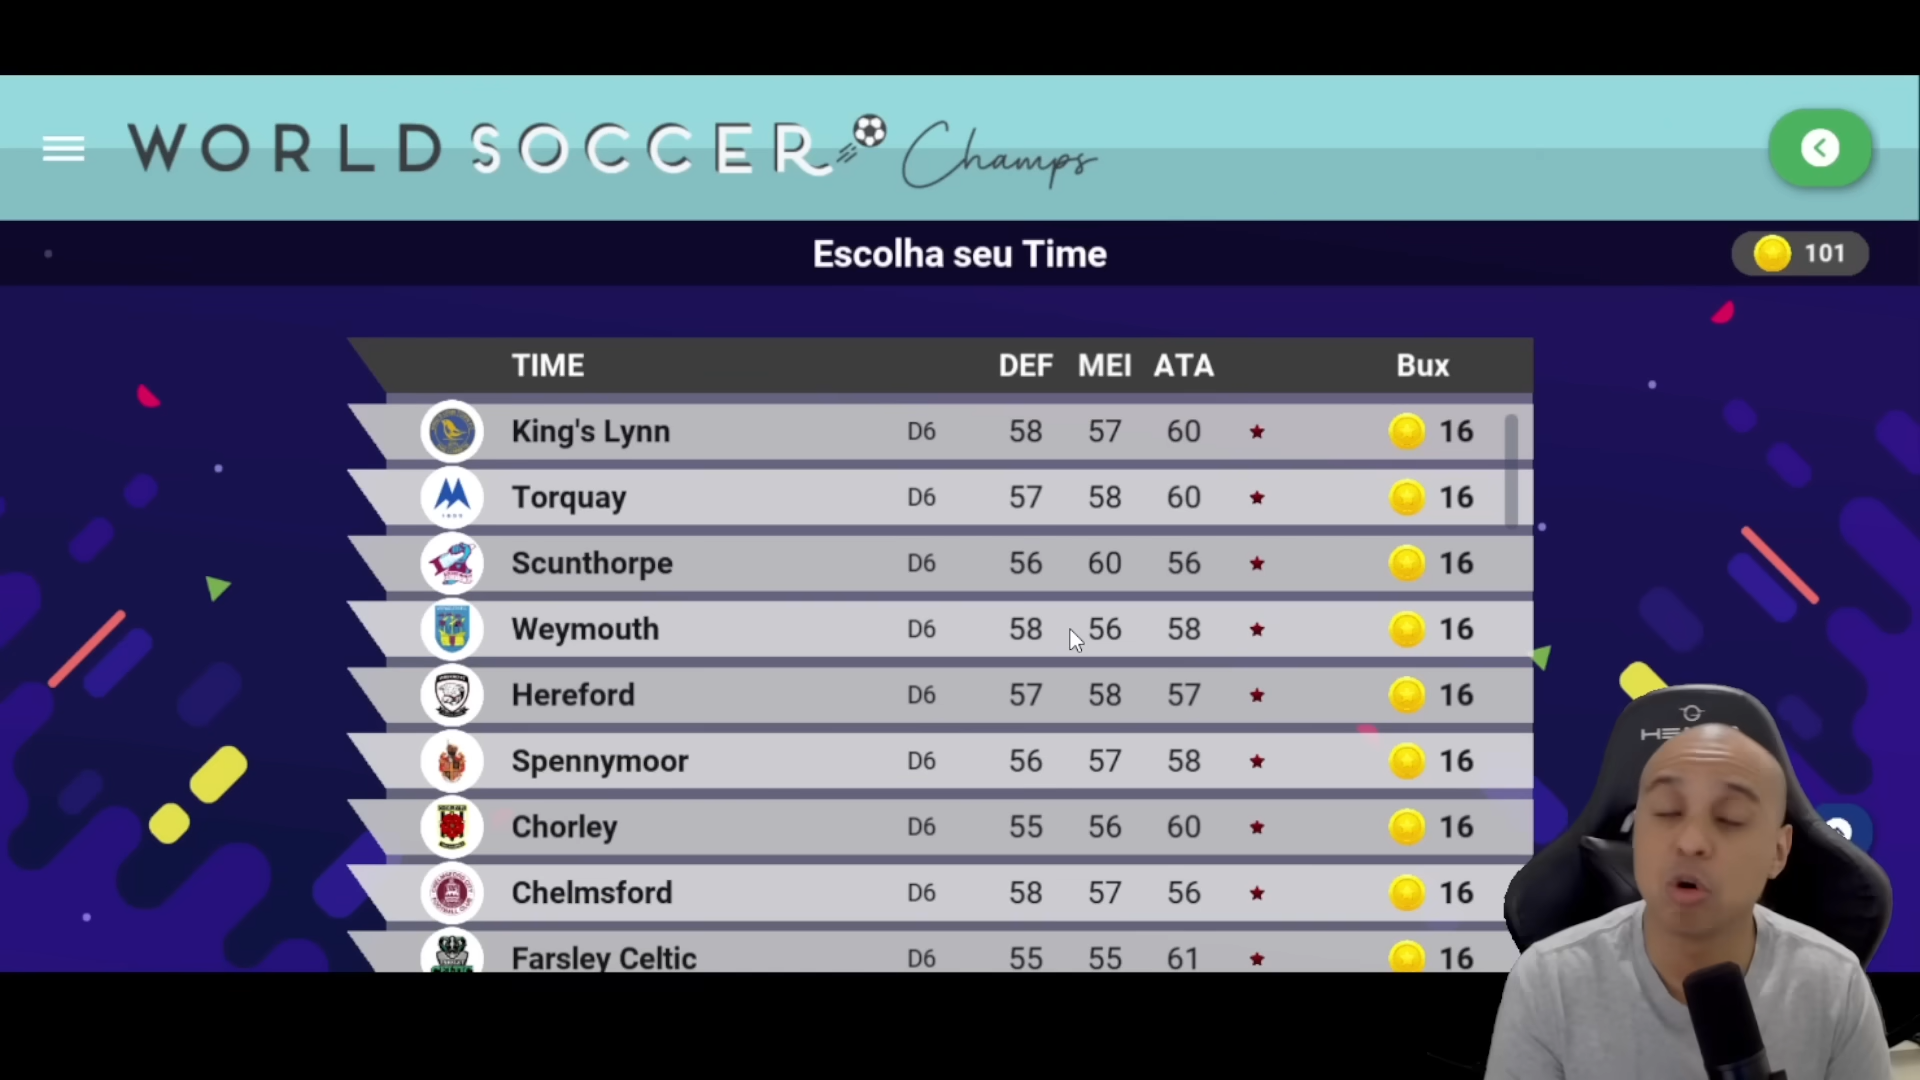 WORLD SOCCER Champs
Escolha seu Time
101
TIME DEF MEI ATA Bux
King's Lynn D6 58 57 60 16
Torquay D6 57 58 60 16
Scunthorpe D6 56 60 56 16
Weymouth D6 58 56 58 16
Hereford D6 57 58 57 16
Spennymoor D6 56 57 58 16
Chorley D6 55 56 60 16
Chelmsford D6 58 57 56 16
Farsley Celtic D6 55 55 61 16